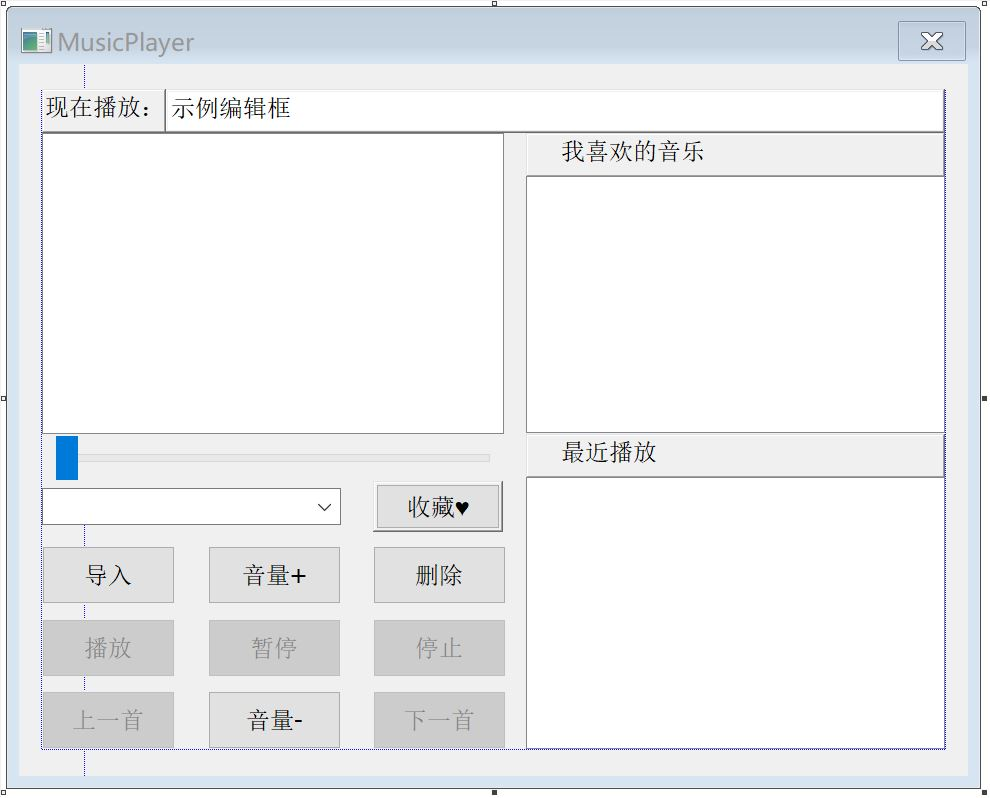 MusicPlayer
现在播放：
示例编辑框
我喜欢的音乐
最近播放
收藏♥
导入
音量+
删除
播放
暂停
停止
上一首
音量-
下一首